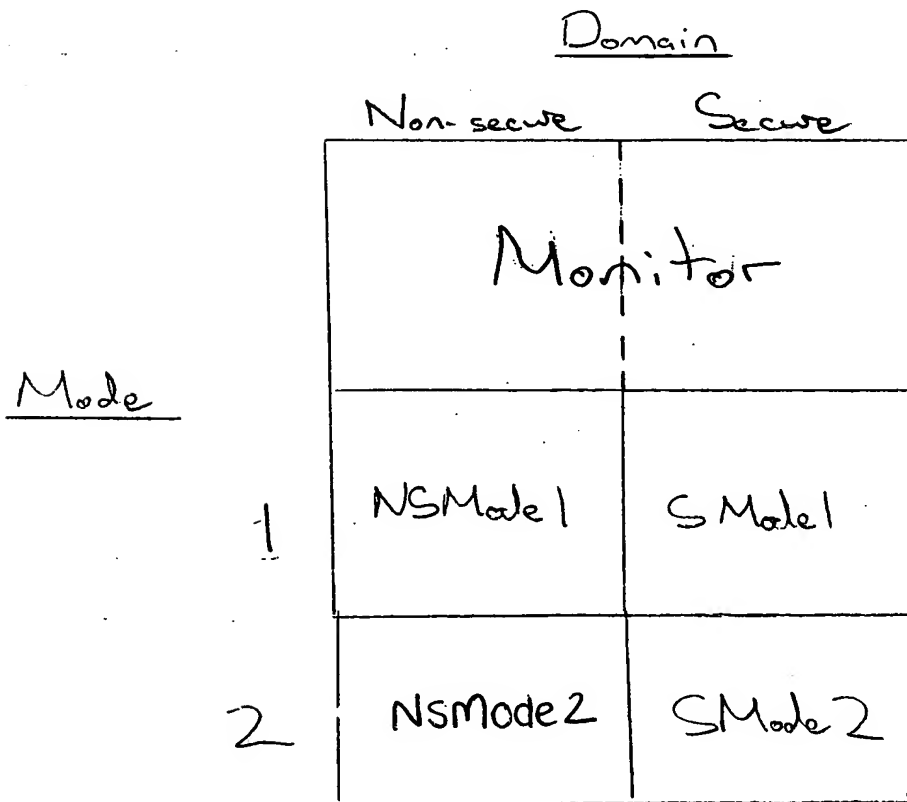 Domain
Non-secure Secure
Monitor
Mode
1 NSMode1 SMode1
2 NSMode2 SMode2